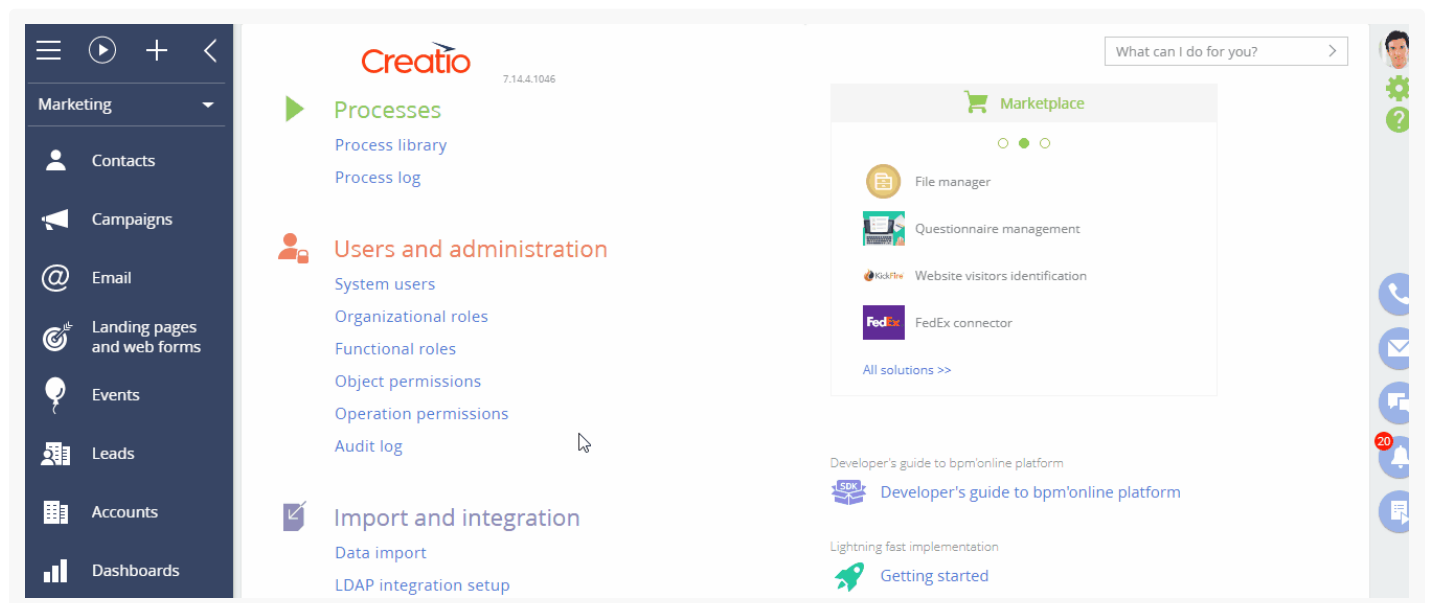 Marketing
Contacts
Campaigns
Email
Landing pages
and web forms
Events
Leads
Accounts
Dashboards
Creatio
7.14.4.1046
Processes
Process library
Process log
Users and administration
System users
Organizational roles
Functional roles
Object permissions
Operation permissions
Audit log
Import and integration
Data import
LDAP integration setup
What can I do for you?
Marketplace
File manager
Questionnaire management
KickFire
Website visitors identification
FedEx
FedEx connector
All solutions >>
Developer's guide to bpm'online platform
SDK
Developer's guide to bpm'online platform
Lightning fast implementation
Getting started
20